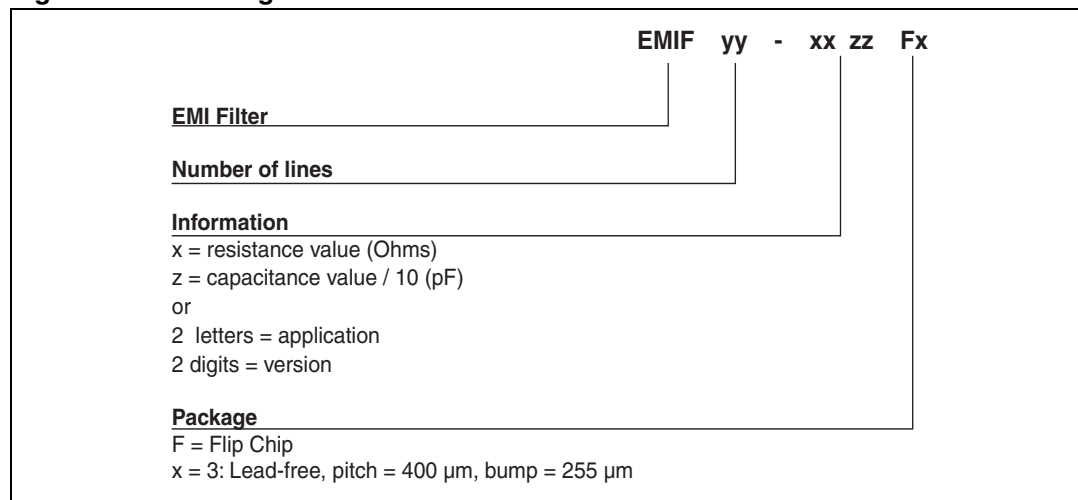 EMIF yy - xx zz Fx
EMI Filter
Number of lines
Information
x = resistance value (Ohms)
z = capacitance value / 10 (pF)
or
2 letters = application
2 digits = version
Package
F = Flip Chip
x = 3: Lead-free, pitch = 400 µm, bump = 255 µm